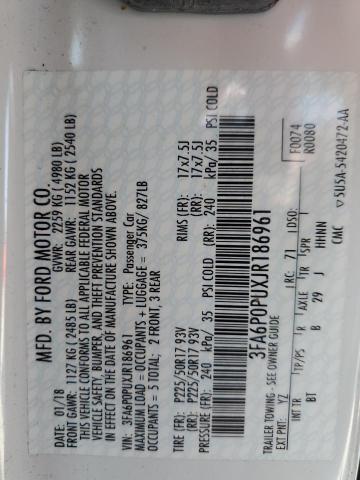 MFD. BY FORD MOTOR CO.
DATE: 01/18 GVWR: 2259 KG ( 4980 LB)
FRONT GAWR: 1127 KG ( 2485 LB) REAR GAWR: 1152 KG ( 2540 LB)
THIS VEHICLE CONFORMS TO ALL APPLICABLE FEDERAL MOTOR
VEHICLE SAFETY, BUMPER, AND THEFT PREVENTION STANDARDS
IN EFFECT ON THE DATE OF MANUFACTURE SHOWN ABOVE.
VIN: 3FA6P0PUXJR186961 TYPE: Passenger Car
MAXIMUM LOAD = OCCUPANTS + LUGGAGE = 375KG/ 827LB
OCCUPANTS = 5 TOTAL; 2 FRONT, 3 REAR
TIRE (FR): P225/50R17 93V RIMS (FR): 17x7.5J
(RR): P225/50R17 93V (RR): 17x7.5J
PRESSURE (FR): 240 kPa/ 35 PSI COLD (RR): 240 kPa/ 35 PSI COLD
3FA6P0PUXJR186961
F0074
R0080
TRAILER TOWING - SEE OWNER GUIDE
EXT PNT: YZ RC: 71 DSO:
INT TR TP/PS R AXLE TR SPR
BT B 29 J HHNN
CMC
5U5A-5420472-AA